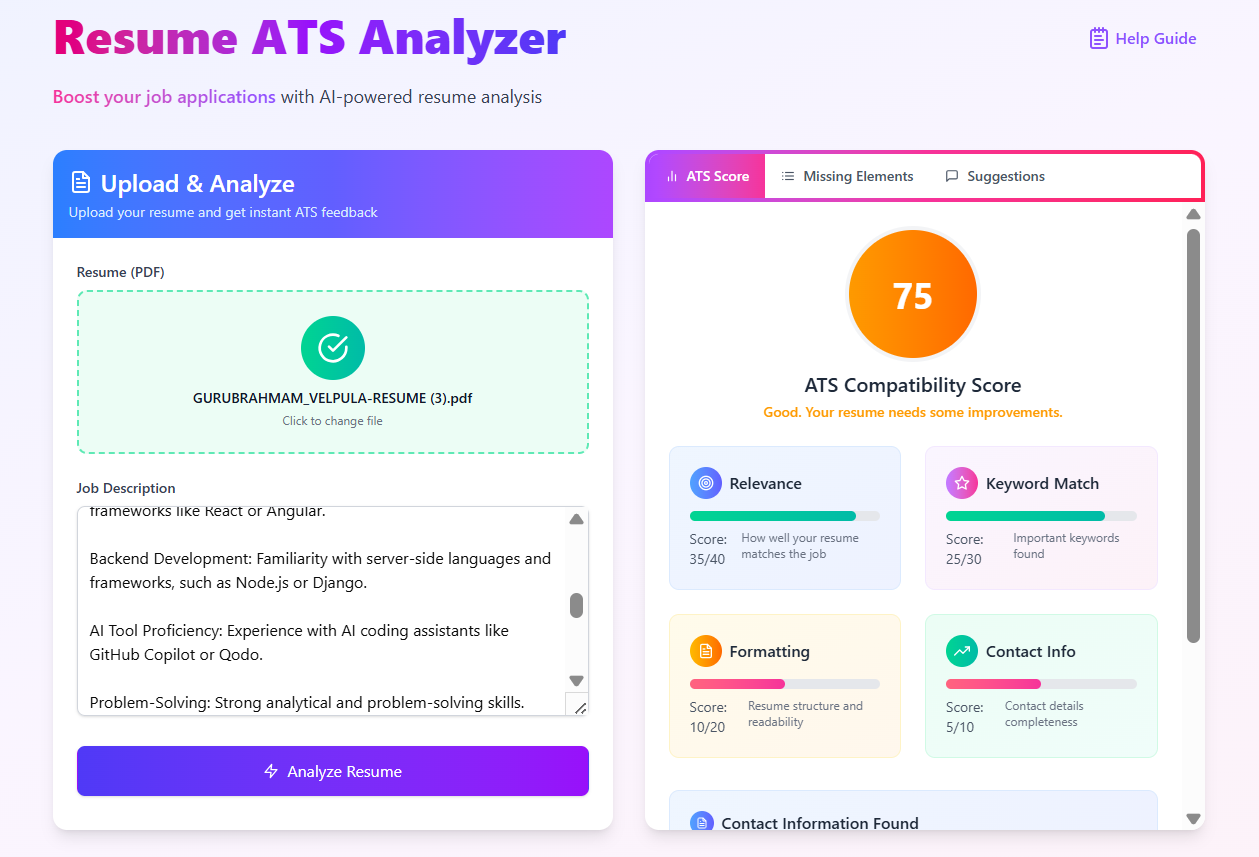 Resume ATS Analyzer
Help Guide
Boost your job applications with AI-powered resume analysis
Upload & Analyze
Upload your resume and get instant ATS feedback
Resume (PDF)
GURUBRAHMAM_VELPULA-RESUME (3).pdf
Click to change file
Job Description
frameworks like React or Angular.
Backend Development: Familiarity with server-side languages and
frameworks, such as Node.js or Django.
AI Tool Proficiency: Experience with AI coding assistants like
GitHub Copilot or Qodo.
Problem-Solving: Strong analytical and problem-solving skills.
Analyze Resume
ATS Score
Missing Elements
Suggestions
75
ATS Compatibility Score
Good. Your resume needs some improvements.
Relevance
Score:
35/40
How well your resume
matches the job
Keyword Match
Score:
25/30
Important keywords
found
Formatting
Score:
10/20
Resume structure and
readability
Contact Info
Score:
5/10
Contact details
completeness
Contact Information Found